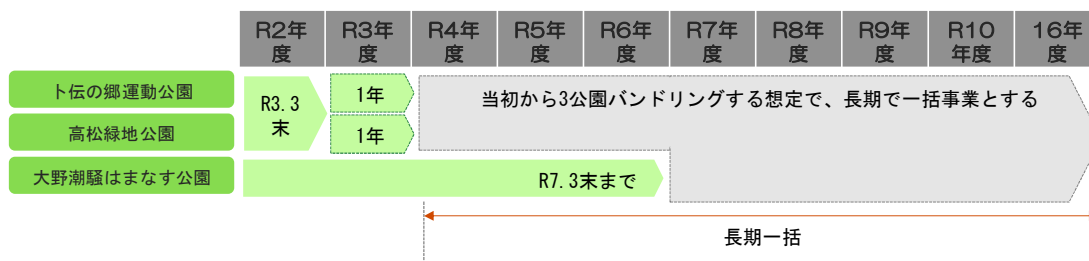 R2年度
R3年度
R4年度
R5年度
R6年度
R7年度
R8年度
R9年度
R10年度
16年度
卜伝の郷運動公園
高松緑地公園
大野潮騒はまなす公園
R3.3末
1年
1年
当初から3公園バンドリングする想定で、長期で一括事業とする
R7.3末まで
長期一括